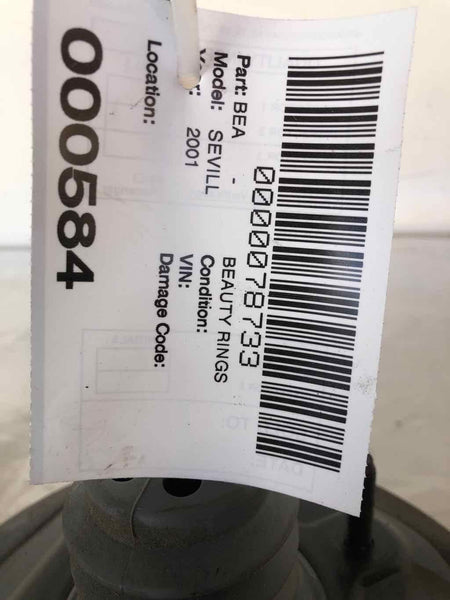 0000078733
Part: BEA - BEAUTY RINGS
Model: SEVILL Condition:
2001 VIN:
Damage Code:
Location:
000584